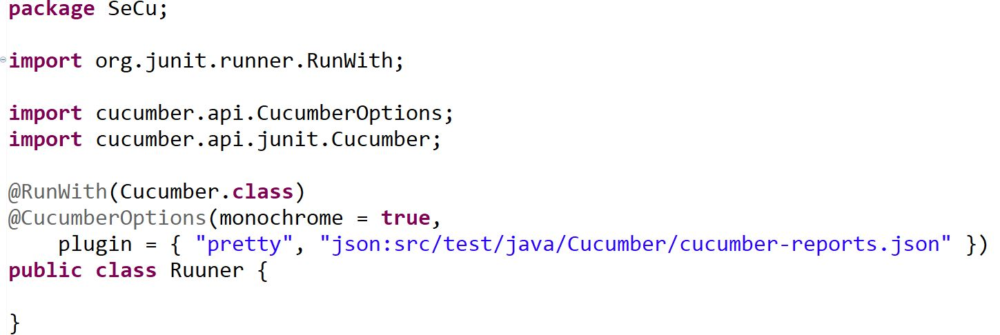 package SeCu;
import org.junit.runner.RunWith;
import cucumber.api.CucumberOptions;
import cucumber.api.junit.Cucumber;
@RunWith(Cucumber.class)
@CucumberOptions(monochrome = true,
    plugin = { "pretty", "json:src/test/java/Cucumber/cucumber-reports.json" })
public class Ruuner {
}